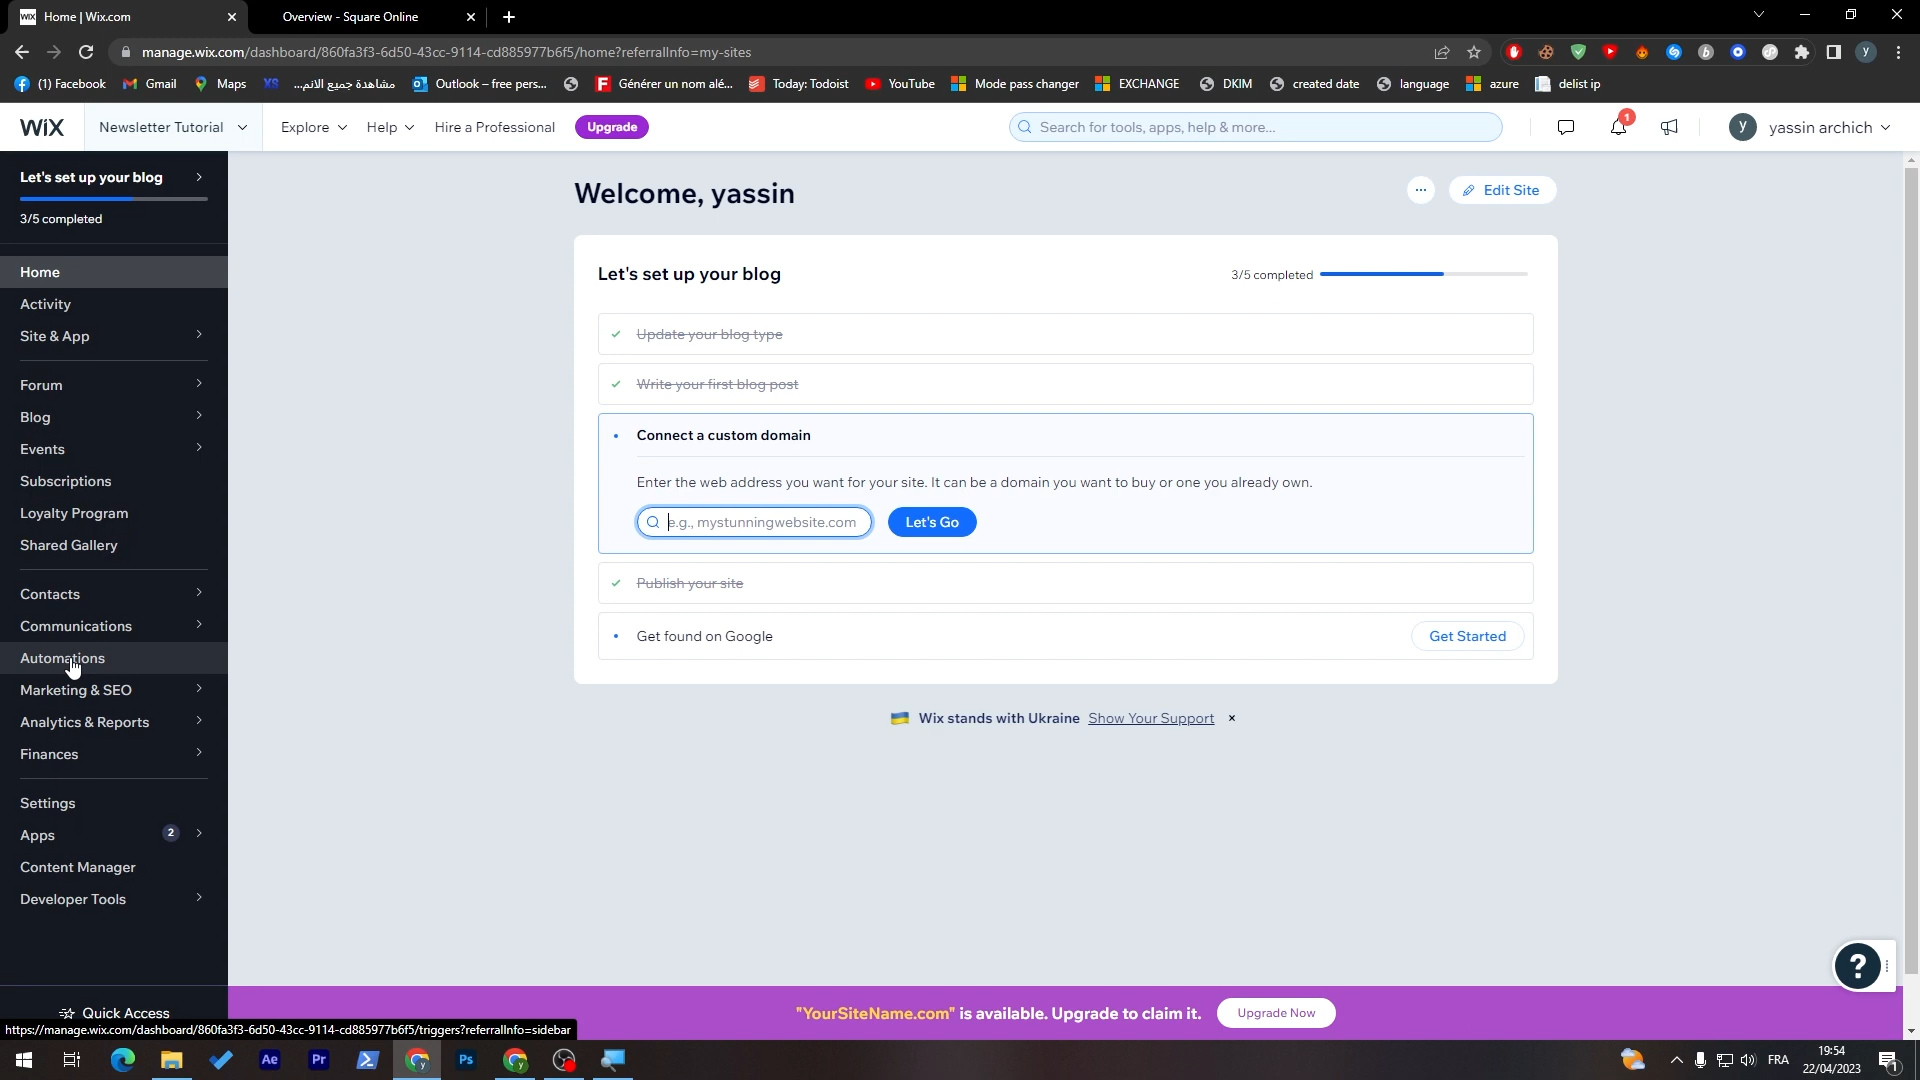 Home | Wix.com
Overview - Square Online
manage.wix.com/dashboard/860fa3f3-6d50-43cc-9114-cd885977b6f5/home?referralInfo=my-sites
(1) Facebook
Gmail
Maps
XS
مشاهدة جميع الانم...
Outlook – free pers...
Générer un nom alé...
Today: Todoist
YouTube
Mode pass changer
EXCHANGE
DKIM
created date
language
azure
delist ip
WiX
Newsletter Tutorial
Explore
Help
Hire a Professional
Upgrade
Search for tools, apps, help & more...
1
y
yassin archich
Let's set up your blog
3/5 completed
Home
Activity
Site & App
Forum
Blog
Events
Subscriptions
Loyalty Program
Shared Gallery
Contacts
Communications
Automations
Marketing & SEO
Analytics & Reports
Finances
Settings
Apps
2
Content Manager
Developer Tools
Quick Access
Welcome, yassin
Edit Site
Let's set up your blog
3/5 completed
Update your blog type
Write your first blog post
Connect a custom domain
Enter the web address you want for your site. It can be a domain you want to buy or one you already own.
e.g., mystunningwebsite.com
Let's Go
Publish your site
Get found on Google
Get Started
Wix stands with Ukraine Show Your Support
"YourSiteName.com" is available. Upgrade to claim it.
Upgrade Now
?
https://manage.wix.com/dashboard/860fa3f3-6d50-43cc-9114-cd885977b6f5/triggers?referralInfo=sidebar
Ae
Pr
Ps
FRA
19:54
22/04/2023
1